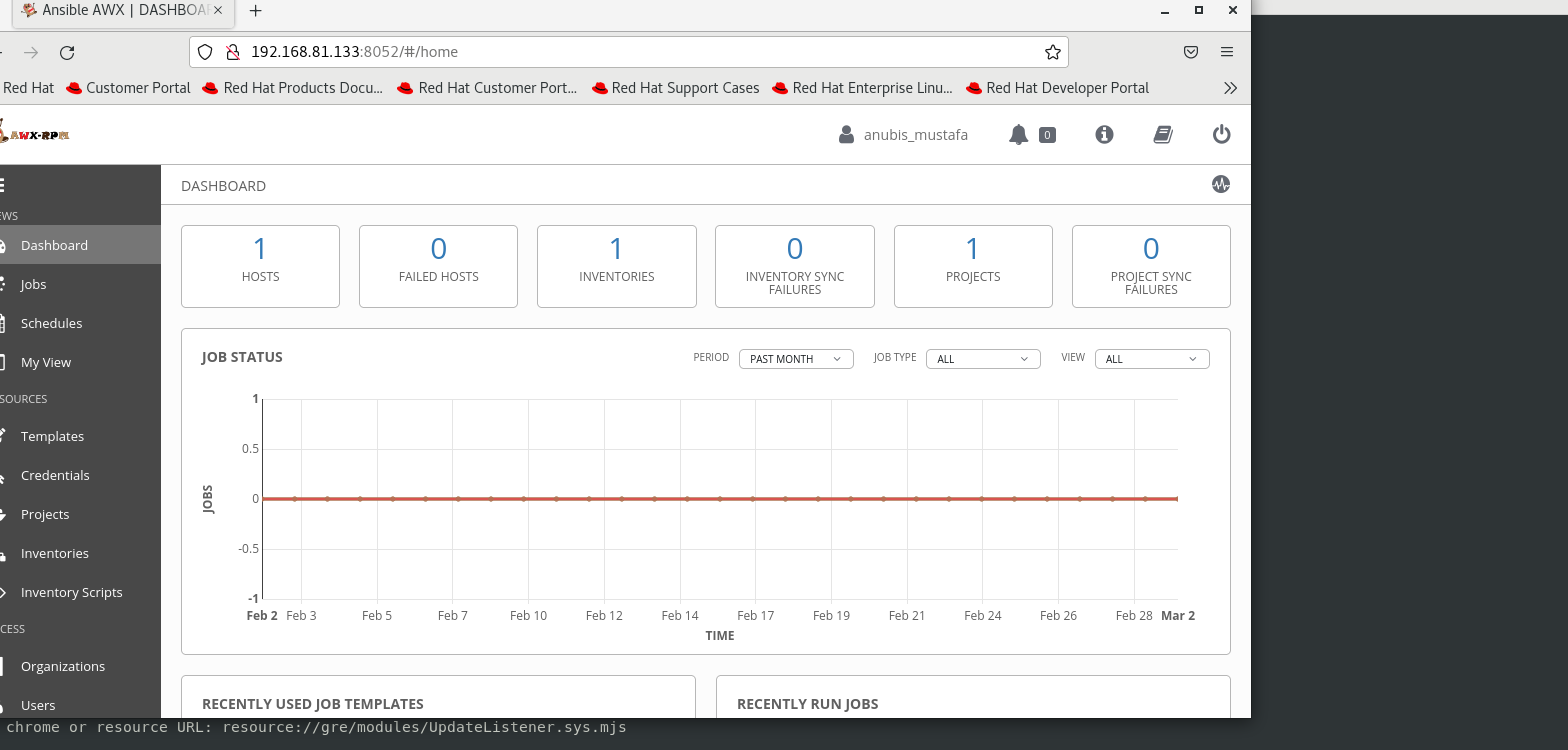 Ansible AWX | DASHBOAR
192.168.81.133:8052/#/home
Red Hat Customer Portal Red Hat Products Docu... Red Hat Customer Port... Red Hat Support Cases Red Hat Enterprise Linu... Red Hat Developer Portal
AWX-RPM anubis_mustafa 0
DASHBOARD
EWS
Dashboard
Jobs
Schedules
My View
SOURCES
Templates
Credentials
Projects
Inventories
Inventory Scripts
CESS
Organizations
Users
1
HOSTS
0
FAILED HOSTS
1
INVENTORIES
0
INVENTORY SYNC
FAILURES
1
PROJECTS
0
PROJECT SYNC
FAILURES
JOB STATUS PERIOD PAST MONTH JOB TYPE ALL VIEW ALL
1
0.5
0
-0.5
-1
JOBS
Feb 2 Feb 3 Feb 5 Feb 7 Feb 10 Feb 12 Feb 14 Feb 17 Feb 19 Feb 21 Feb 24 Feb 26 Feb 28 Mar 2
TIME
RECENTLY USED JOB TEMPLATES RECENTLY RUN JOBS
chrome or resource URL: resource://gre/modules/UpdateListener.sys.mjs